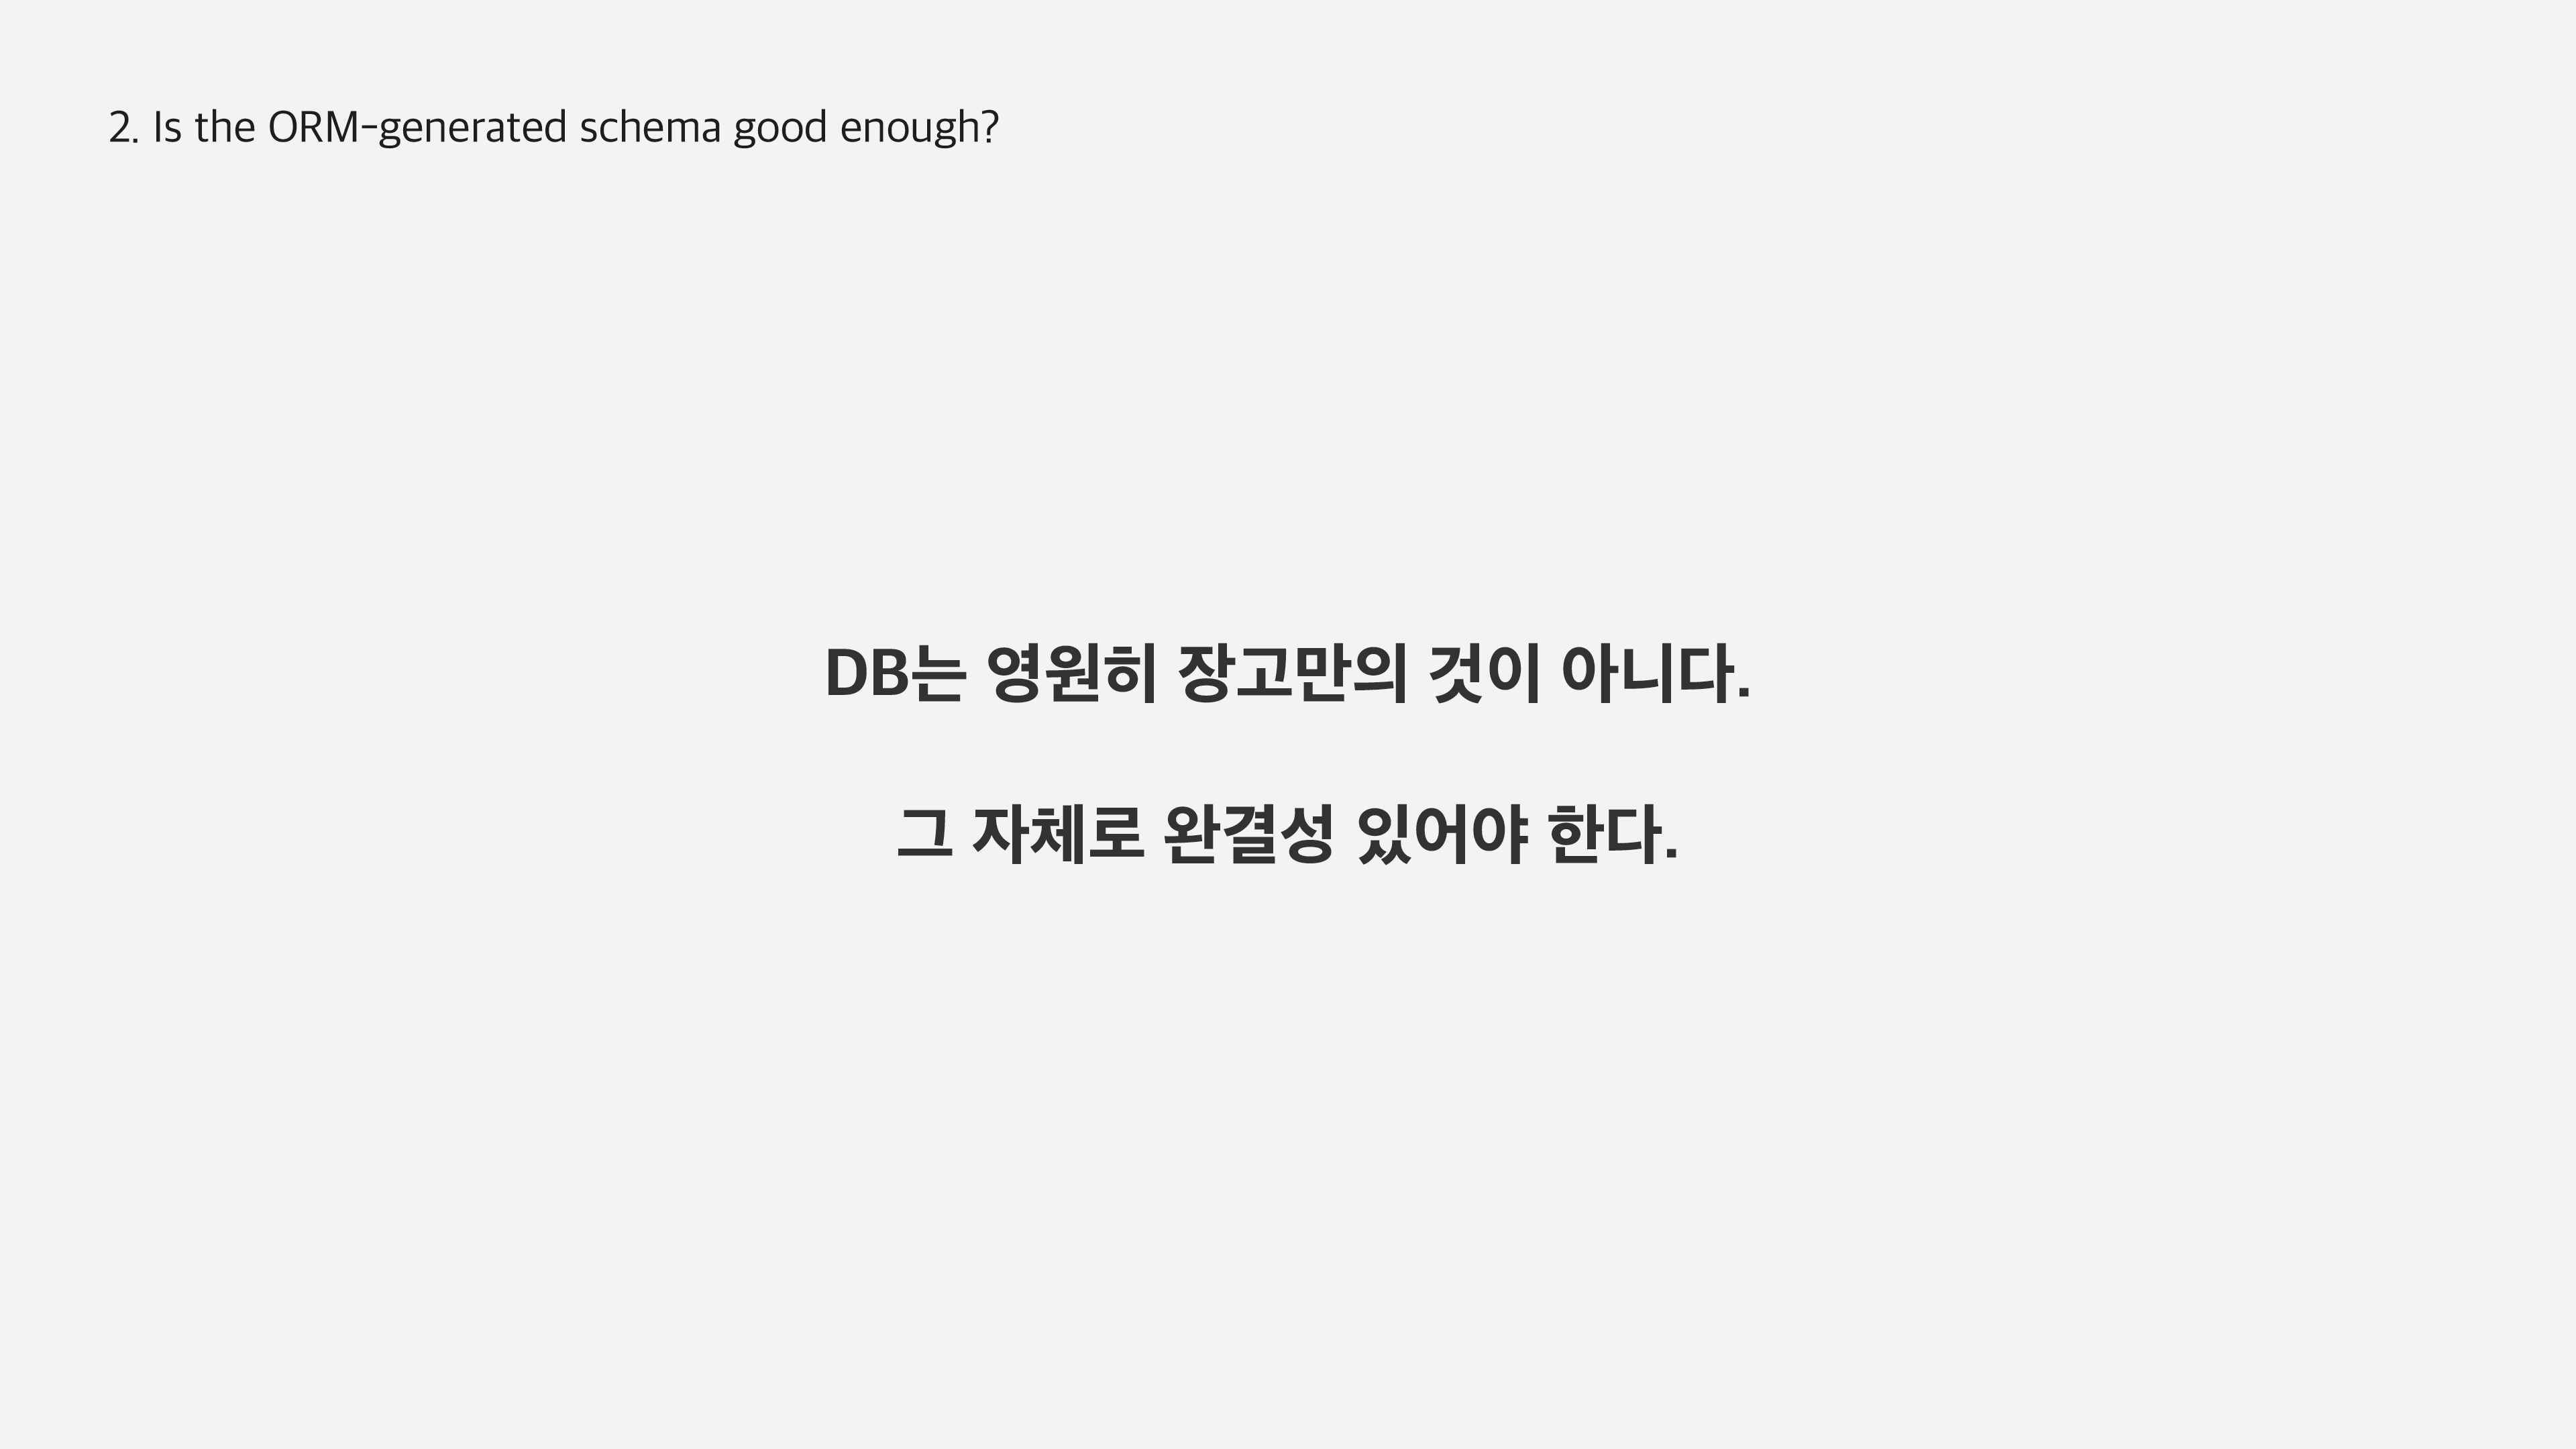 2. Is the ORM-generated schema good enough?
DB는 영원히 장고만의 것이 아니다.
그 자체로 완결성 있어야 한다.